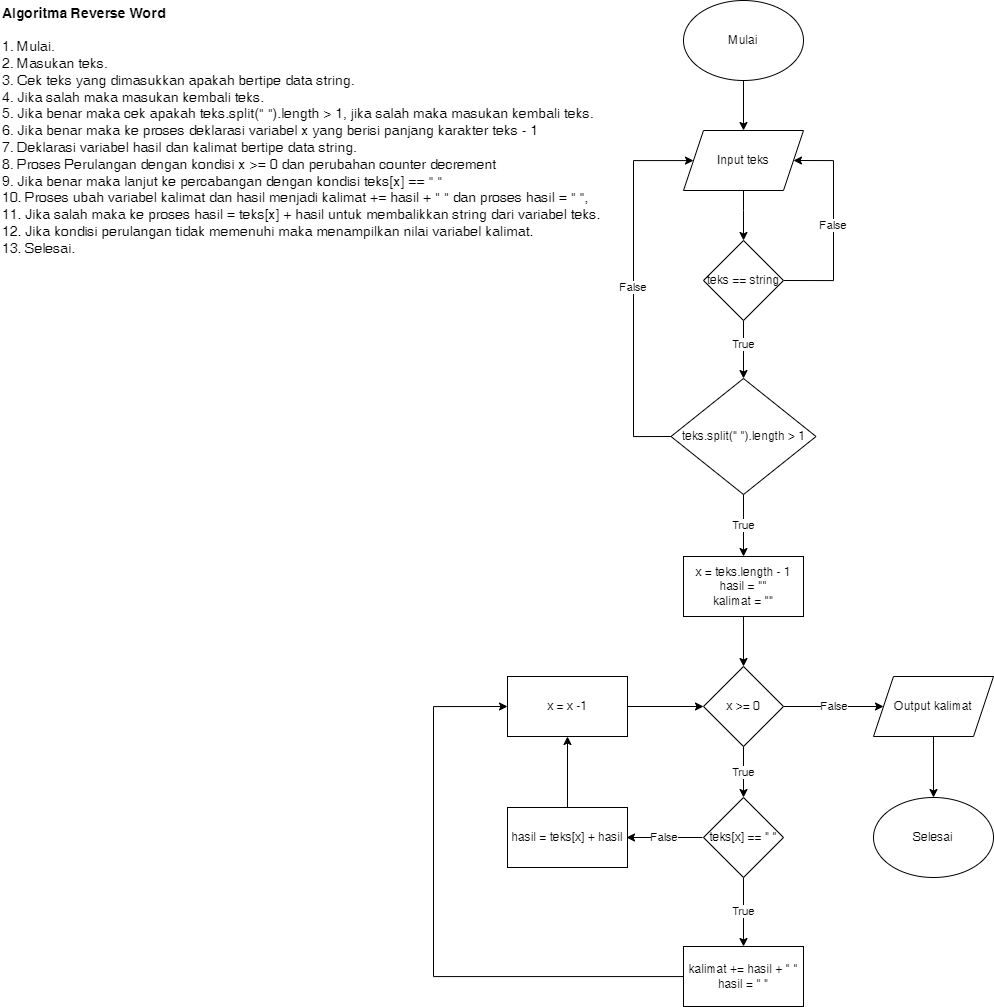 Algoritma Reverse Word
1. Mulai.
2. Masukan teks.
3. Cek teks yang dimasukkan apakah bertipe data string.
4. Jika salah maka masukan kembali teks.
5. Jika benar maka cek apakah teks.split(" ").length > 1, jika salah maka masukan kembali teks.
6. Jika benar maka ke proses deklarasi variabel x yang berisi panjang karakter teks - 1
7. Deklarasi variabel hasil dan kalimat bertipe data string.
8. Proses Perulangan dengan kondisi x >= 0 dan perubahan counter decrement
9. Jika benar maka lanjut ke percabangan dengan kondisi teks[x] == " "
10. Proses ubah variabel kalimat dan hasil menjadi kalimat += hasil + " " dan proses hasil = " ",
11. Jika salah maka ke proses hasil = teks[x] + hasil untuk membalikkan string dari variabel teks.
12. Jika kondisi perulangan tidak memenuhi maka menampilkan nilai variabel kalimat.
13. Selesai.
Mulai
Input teks
False
teks == string
False
True
teks.split(" ").length > 1
True
x = teks.length - 1
hasil = ""
kalimat = ""
x = x -1
x >= 0
False
Output kalimat
True
hasil = teks[x] + hasil
False
teks[x] == " "
Selesai
True
kalimat += hasil + " "
hasil = " "